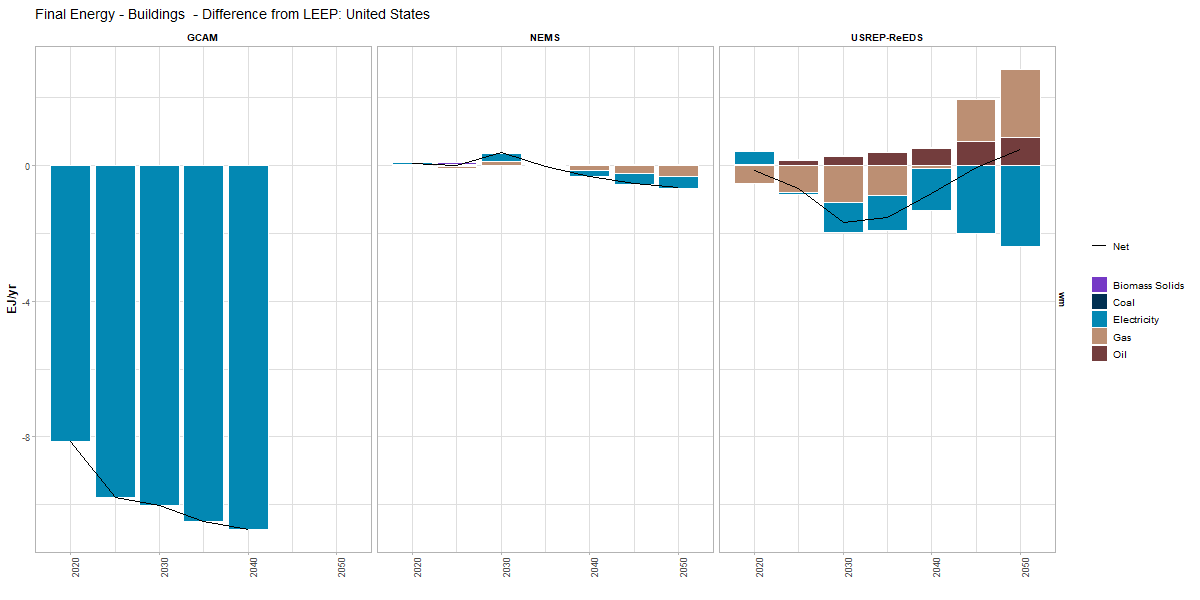 Final Energy - Buildings - Difference from LEEP: United States
GCAM
NEMS
USREP-ReEDS
EJ/yr
0
-4
-8
2020
2030
2040
2050
2020
2030
2040
2050
2020
2030
2040
2050
wm
Net
Biomass Solids
Coal
Electricity
Gas
Oil